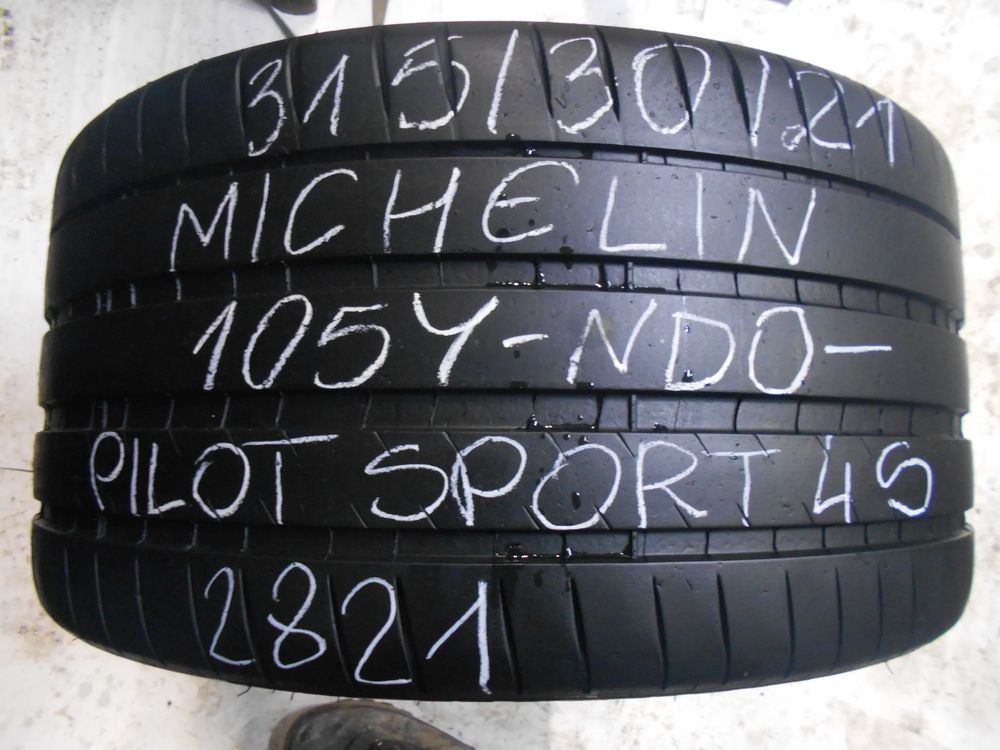 315/30/21
MICHELIN
105Y-NDO-
PILOT SPORT 4S
2821